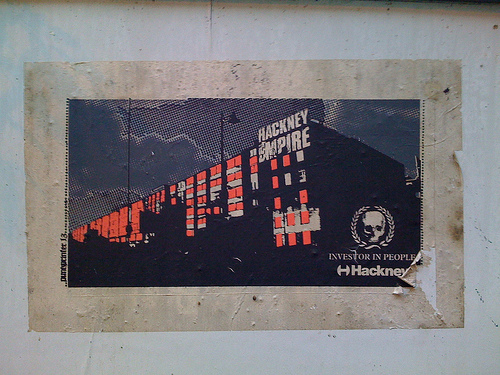 HACKNEY
EMPIRE
INVESTOR IN PEOPLE
Hackney